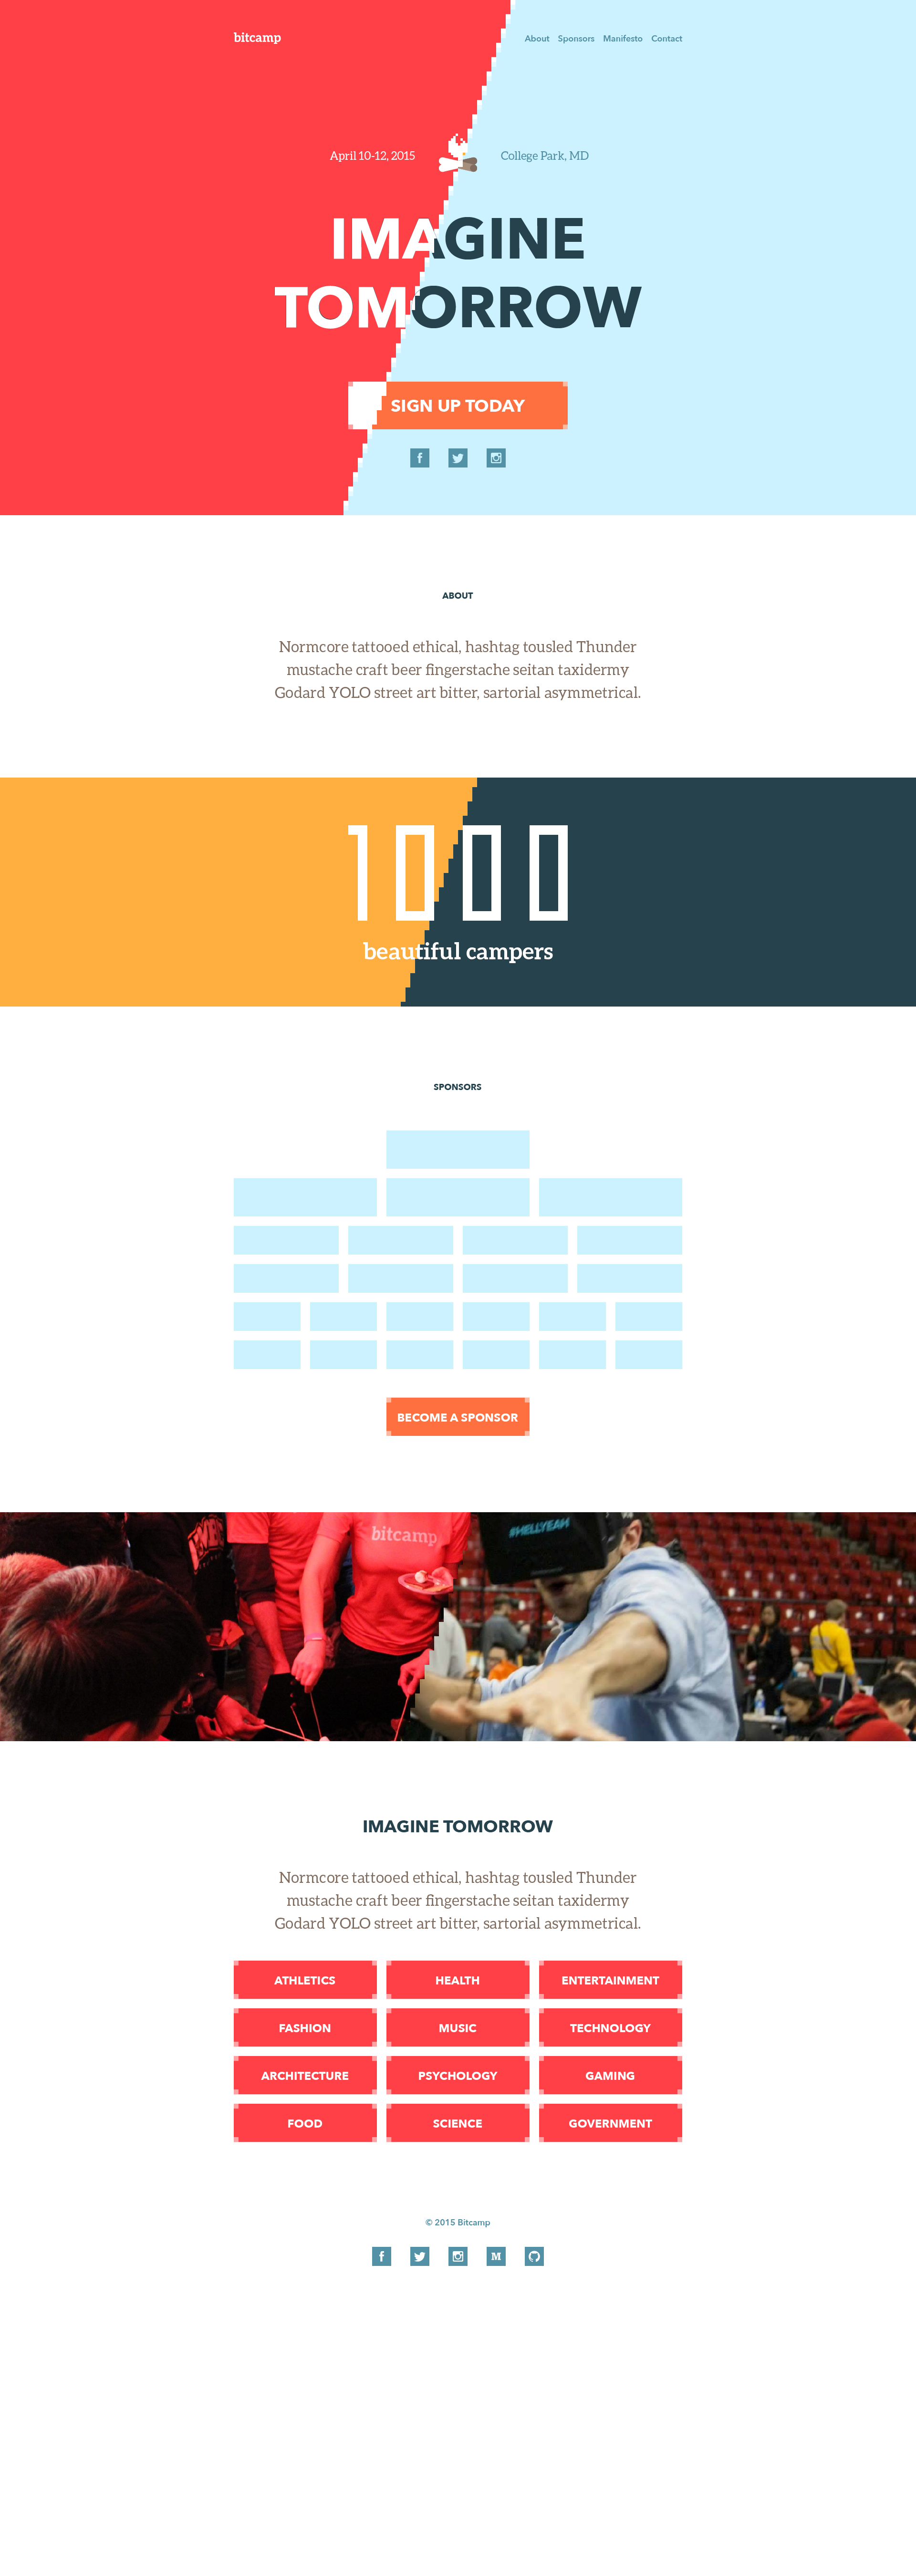 bitcamp
About Sponsors Manifesto Contact
April 10-12, 2015
College Park, MD
IMAGINE
TOMORROW
SIGN UP TODAY
ABOUT
Normcore tattooed ethical, hashtag tousled Thunder
mustache craft beer fingerstache seitan taxidermy
Godard YOLO street art bitter, sartorial asymmetrical.
1000
beautiful campers
SPONSORS
BECOME A SPONSOR
bitcamp
#HELLYEAH
IMAGINE TOMORROW
Normcore tattooed ethical, hashtag tousled Thunder
mustache craft beer fingerstache seitan taxidermy
Godard YOLO street art bitter, sartorial asymmetrical.
ATHLETICS HEALTH ENTERTAINMENT
FASHION MUSIC TECHNOLOGY
ARCHITECTURE PSYCHOLOGY GAMING
FOOD SCIENCE GOVERNMENT
© 2015 Bitcamp